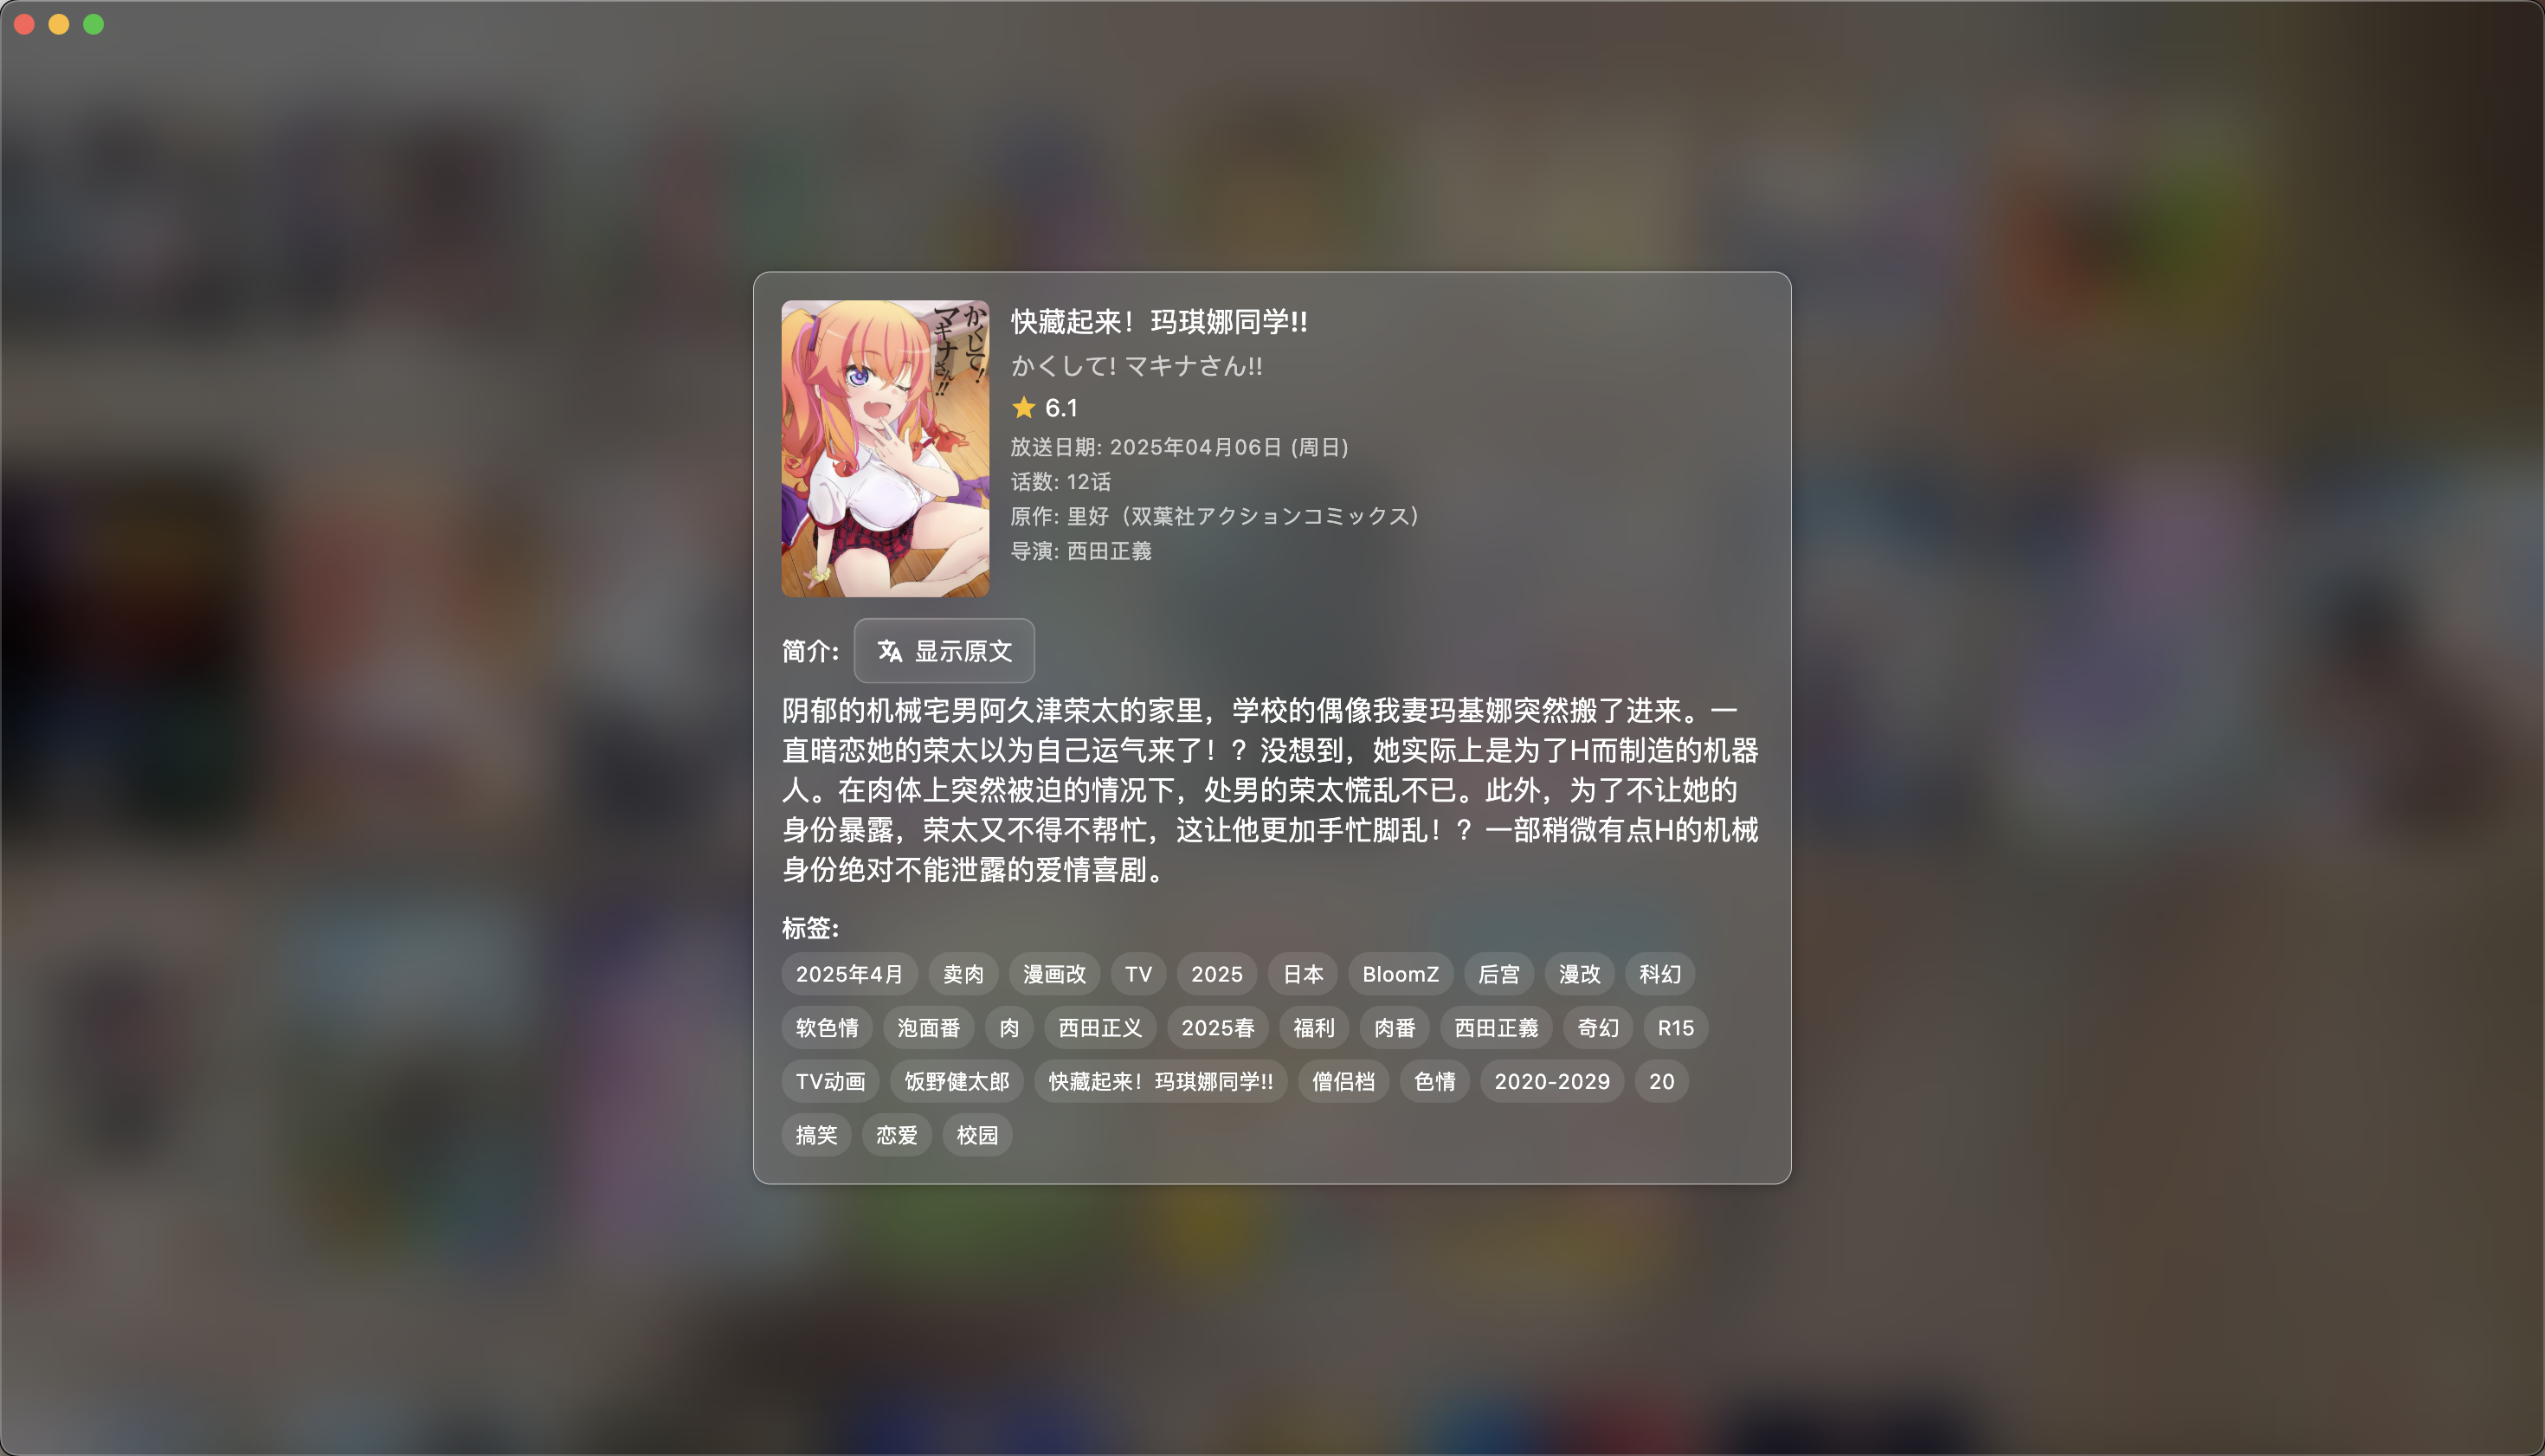 かくして!
マキナさん!!
快藏起来！玛琪娜同学!!
かくして! マキナさん!!
6.1
放送日期: 2025年04月06日 (周日)
话数: 12话
原作: 里好（双葉社アクションコミックス）
导演: 西田正義
简介:
显示原文
阴郁的机械宅男阿久津荣太的家里，学校的偶像我妻玛基娜突然搬了进来。一
直暗恋她的荣太以为自己运气来了！？没想到，她实际上是为了H而制造的机器
人。在肉体上突然被迫的情况下，处男的荣太慌乱不已。此外，为了不让她的
身份暴露，荣太又不得不帮忙，这让他更加手忙脚乱！？一部稍微有点H的机械
身份绝对不能泄露的爱情喜剧。
标签:
2025年4月 卖肉 漫画改 TV 2025 日本 BloomZ 后宫 漫改 科幻
软色情 泡面番 肉 西田正义 2025春 福利 肉番 西田正義 奇幻 R15
TV动画 饭野健太郎 快藏起来！玛琪娜同学!! 僧侣档 色情 2020-2029 20
搞笑 恋爱 校园